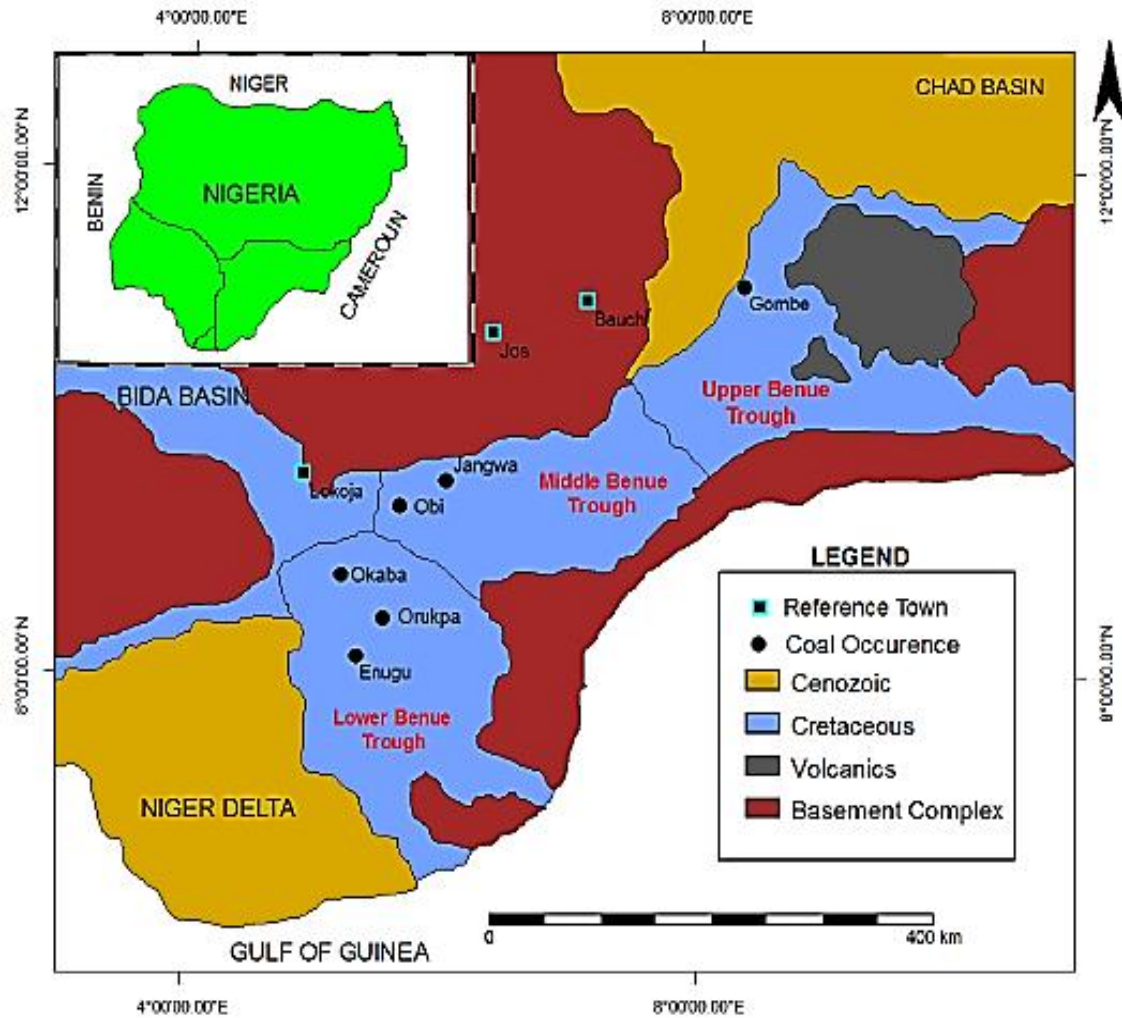 4°00'00.00"E
8°00'00.00"E
12°00'00.00"N
12°00'00.00"N
NIGER
NIGERIA
BENIN
CAMEROUN
CHAD BASIN
Gombe
Bauchi
Jos
BIDA BASIN
Upper Benue
Trough
Jangwa
Middle Benue
Trough
Lokoja
Obi
Okaba
Orukpa
Enugu
Lower Benue
Trough
NIGER DELTA
GULF OF GUINEA
LEGEND
Reference Town
Coal Occurence
Cenozoic
Cretaceous
Volcanics
Basement Complex
8°00'00.00"N
8°00'00.00"N
0
400 km
4°00'00.00"E
8°00'00.00"E